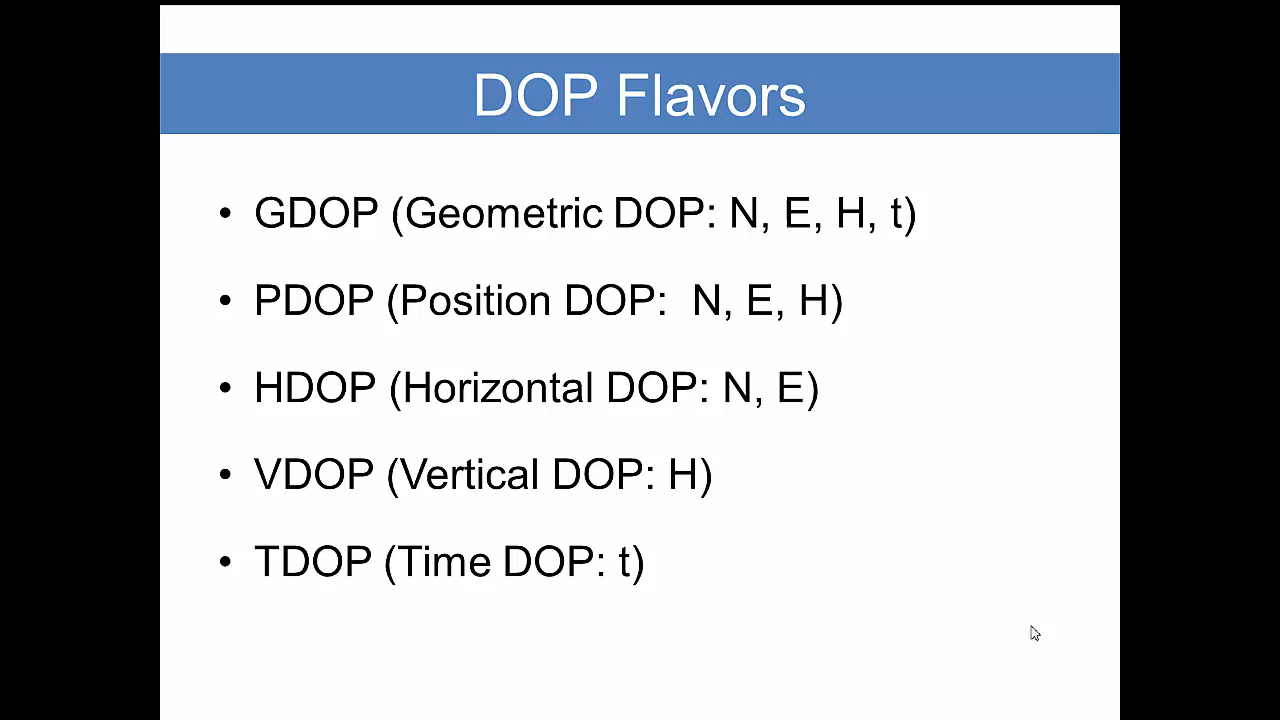 DOP Flavors
• GDOP (Geometric DOP: N, E, H, t)
• PDOP (Position DOP:  N, E, H)
• HDOP (Horizontal DOP: N, E)
• VDOP (Vertical DOP: H)
• TDOP (Time DOP: t)